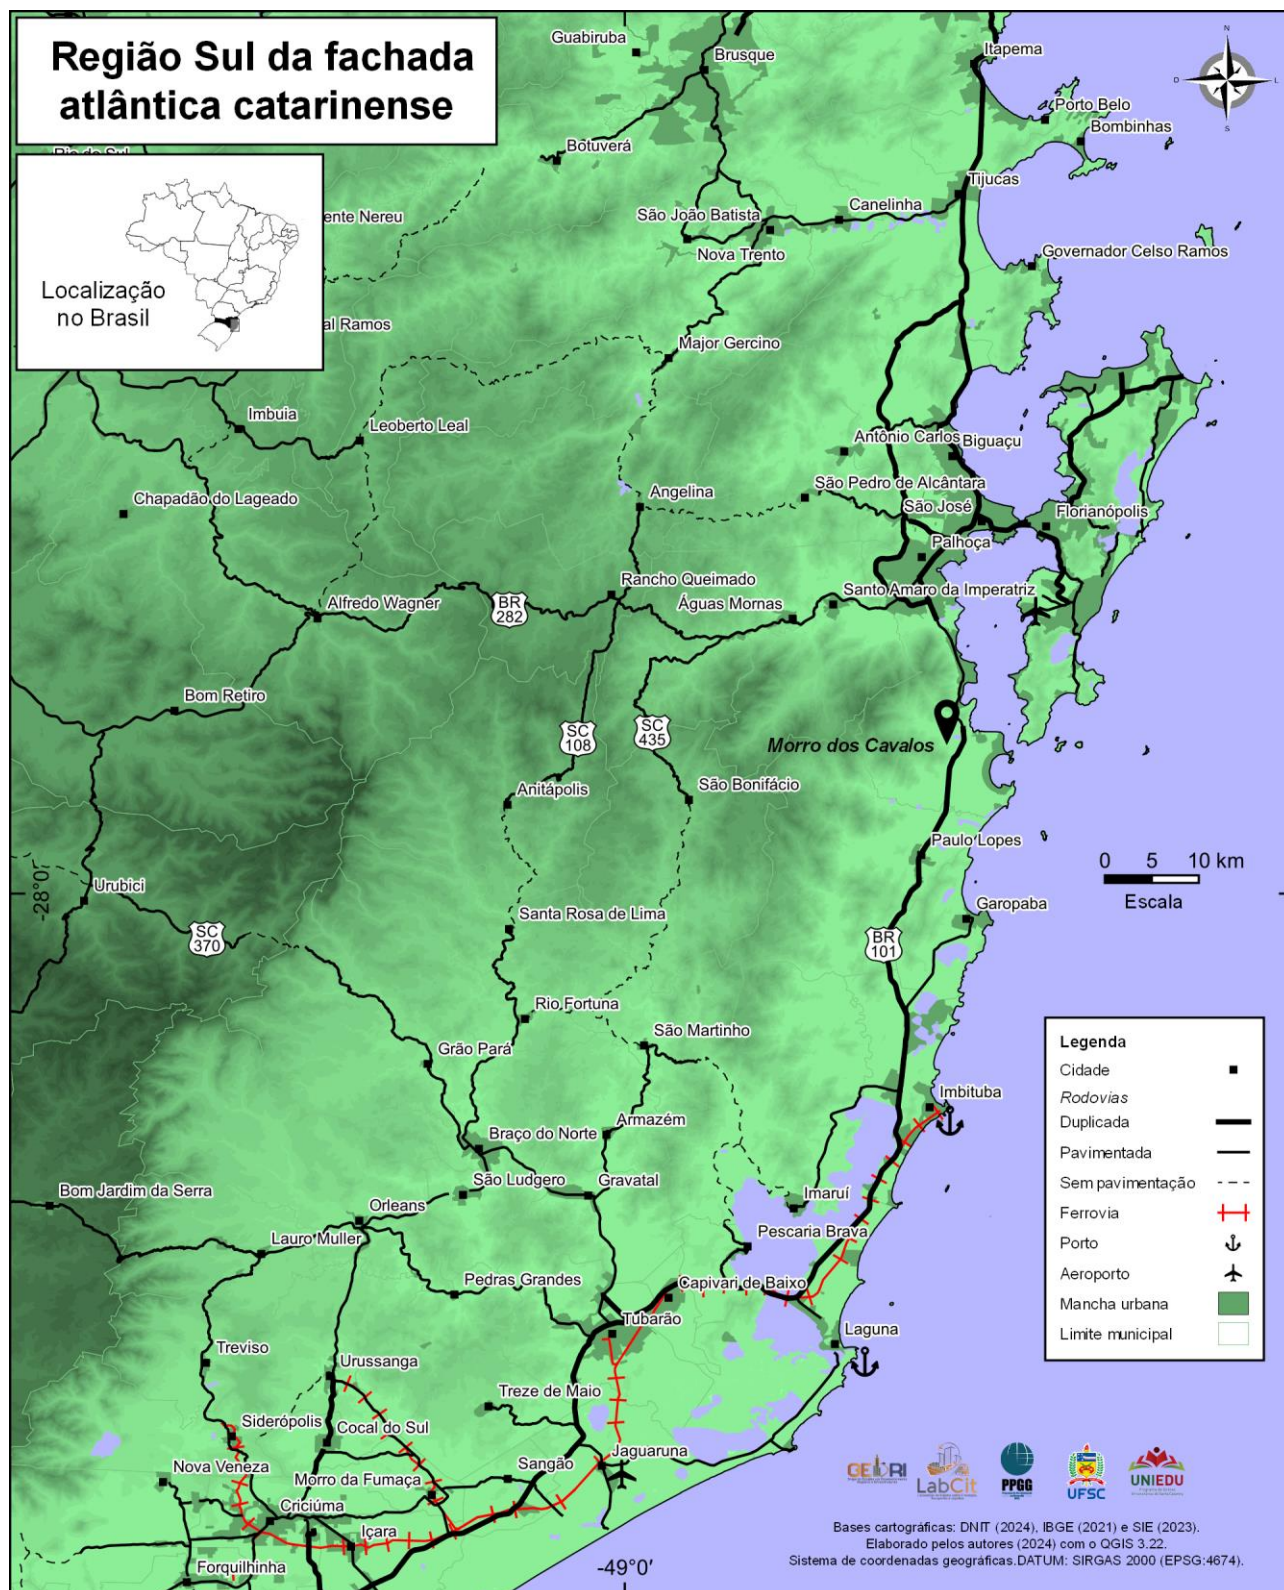 Região Sul da fachada
atlântica catarinense
Localização
no Brasil
N
D
L
S
Guabiruba
Brusque
Itapema
Porto Belo
Bombinhas
Botuverá
Tijucas
São João Batista
Canelinha
ente Nereu
Nova Trento
Governador Celso Ramos
al Ramos
Major Gercino
Imbuia
Leoberto Leal
Antônio Carlos
Biguaçu
Chapadão do Lageado
Angelina
São Pedro de Alcântara
São José
Florianópolis
Palhoça
Rancho Queimado
Santo Amaro da Imperatriz
Águas Mornas
Alfredo Wagner
BR
282
Bom Retiro
SC
108
SC
435
Morro dos Cavalos
Anitápolis
São Bonifácio
Paulo Lopes
0 5 10 km
Escala
-28°0'
Urubici
Garopaba
Santa Rosa de Lima
SC
370
BR
101
Rio Fortuna
São Martinho
Grão Pará
Imbituba
Armazém
Braço do Norte
Bom Jardim da Serra
São Ludgero
Gravatal
Imaruí
Orleans
Pescaria Brava
Lauro Muller
Pedras Grandes
Capivari de Baixo
Tubarão
Laguna
Treviso
Urussanga
Treze de Maio
Siderópolis
Cocal do Sul
Jaguaruna
Nova Veneza
Morro da Fumaça
Sangão
Criciúma
Içara
Forquilhinha
-49°0'
Legenda
Cidade
Rodovias
Duplicada
Pavimentada
Sem pavimentação
Ferrovia
Porto
Aeroporto
Mancha urbana
Limite municipal
LabCit
PPGG
UFSC
UNIEDU
Bases cartográficas: DNIT (2024), IBGE (2021) e SIE (2023).
Elaborado pelos autores (2024) com o QGIS 3.22.
Sistema de coordenadas geográficas.DATUM: SIRGAS 2000 (EPSG:4674).